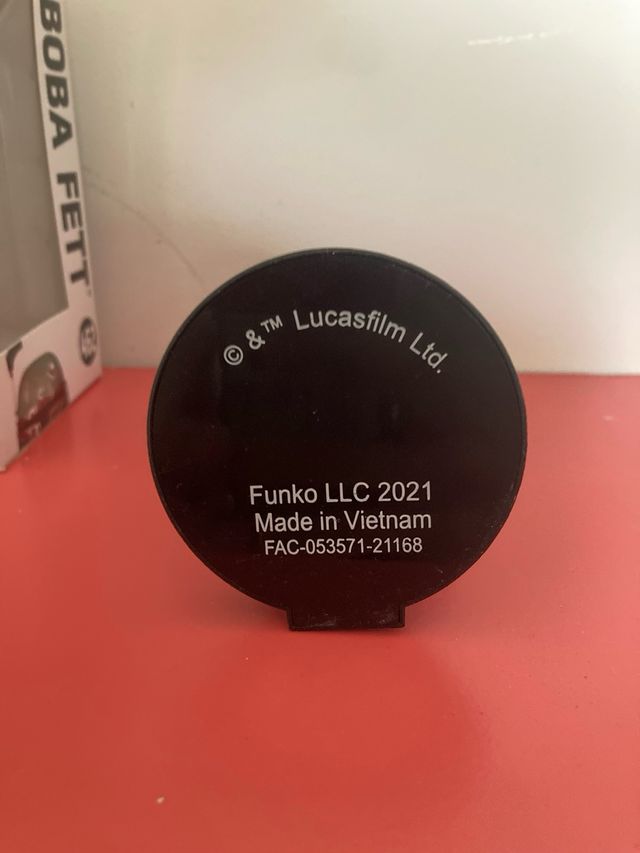 BOBA FETT
© &™ Lucasfilm Ltd.
Funko LLC 2021
Made in Vietnam
FAC-053571-21168